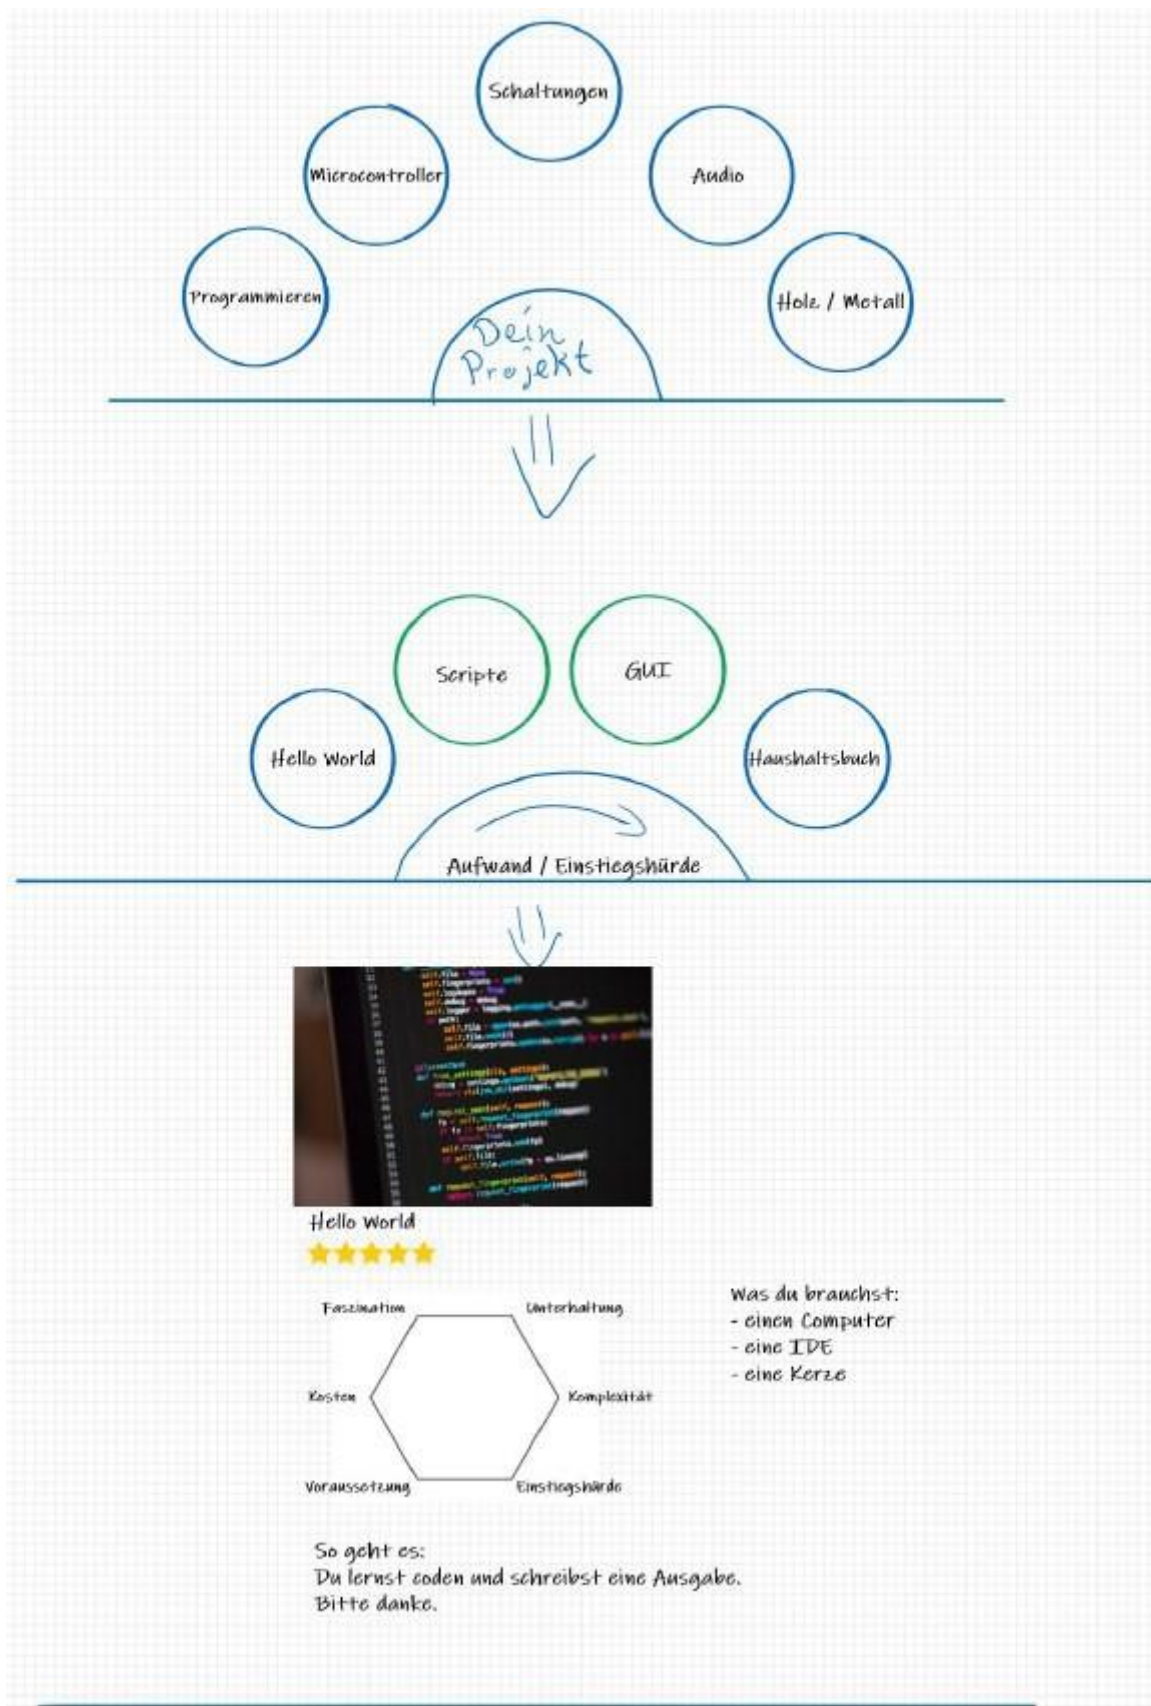 Schaltungen
Microcontroller
Audio
Programmieren
Holz / Metall
Dein
Projekt
Scripte
GUI
Hello World
Haushaltsbuch
Aufwand / Einstiegshürde
Hello World
Was du brauchst:
- einen Computer
- eine IDE
- eine Kerze
Faszination
Unterhaltung
Kosten
Komplexität
Voraussetzung
Einstiegshürde
So geht es:
Du lernst coden und schreibst eine Ausgabe.
Bitte danke.